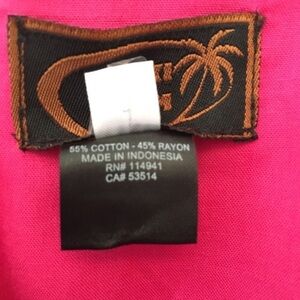 55% COTTON - 45% RAYON
MADE IN INDONESIA
RN# 114941
CA# 53514